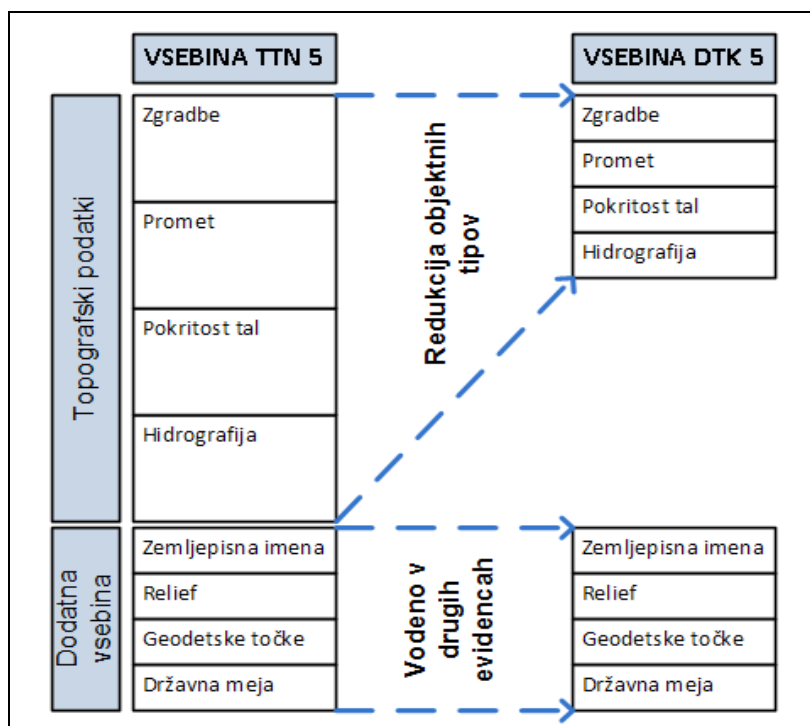 VSEBINA TTN 5
VSEBINA DTK 5
Topografski podatki
Zgradbe
Promet
Pokritost tal
Hidrografija
Redukcija objektnih
tipov
Zgradbe
Promet
Pokritost tal
Hidrografija
Dodatna
vsebina
Zemljepisna imena
Relief
Geodetske točke
Državna meja
Vodeno v
drugih
evidencah
Zemljepisna imena
Relief
Geodetske točke
Državna meja